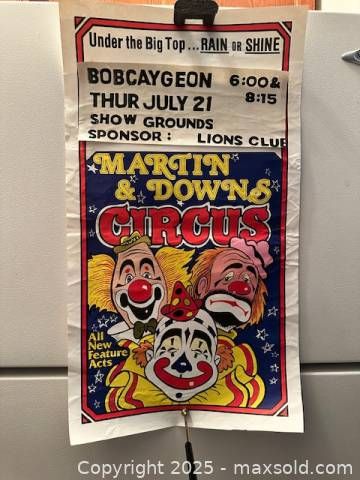 Under the Big Top...RAIN OR SHINE
BOBCAYGEON 6:00 &
THUR JULY 21 8:15
SHOW GROUNDS
SPONSOR: LIONS CLUB
MARTIN
& DOWNS
CIRCUS
All
New
Feature
Acts
Copyright © 2025 - maxsold.com